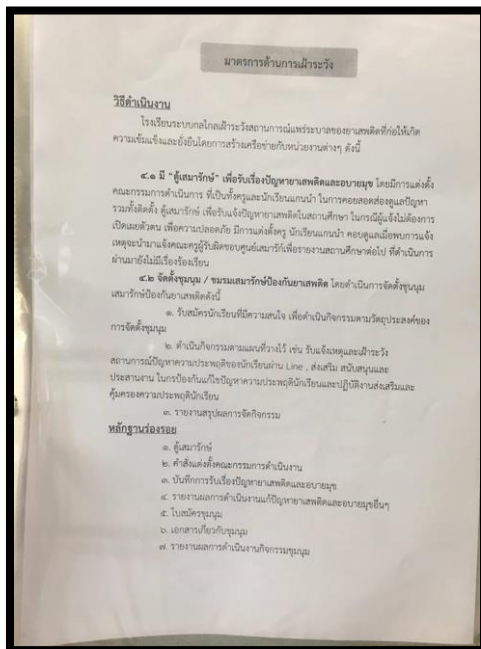 มาตรการด้านการเฝ้าระวัง
วิธีดำเนินงาน
โรงเรียนระบบกลไกลเฝ้าระวังสถานการณ์แพร่ระบาลของยาเสพติดที่ก่อให้เกิด
ความเข้มแข็งและยั่งยืนโดยการสร้างเครือข่ายกับหน่วยงานต่างๆ ดังนี้
๔.๑ มี “ตู้เสมารักษ์” เพื่อรับเรื่องปัญหายาเสพติดและอบายมุข โดยมีการแต่งตั้ง
คณะกรรมการดำเนินการ ที่เป็นทั้งครูและนักเรียนแกนนำ ในการคอยสอดส่องดูแลปัญหา
รวมทั้งติดตั้ง ตู้เสมารักษ์ เพื่อรับแจ้งปัญหายาเสพติดในสถานศึกษา ในกรณีผู้แจ้งไม่ต้องการ
เปิดเผยตัวตน เพื่อความปลอดภัย มีการแต่งตั้งครู นักเรียนแกนนำ คอบดูแลเมื่อพบการแจ้ง
เหตุจะนำมาแจ้งคณะครูผู้รับผิดชอบศูนย์เสมารักษ์เพื่อรายงานสถานศึกษาต่อไป ที่ดำเนินการ
ผ่านมายังไม่มีเรื่องร้องเรียน
๔.๒ จัดตั้งชุมนุม / ชมรมเสมารักษ์ป้องกันยาเสพติด โดยดำเนินการจัดตั้งชุนนุม
เสมารักษ์ป้องกันยาเสพติดดังนี้
๑. รับสมัครนักเรียนที่มีความสนใจ เพื่อดำเนินกิจกรรมตามวัตถุประสงค์ของ
การจัดตั้งชุมนุม
๒. ดำเนินกิจกรรมตามแผนที่วางไว้ เช่น รับแจ้งเหตุและเฝ้าระวัง
สถานการณ์ปัญหาความประพฤติของนักเรียนผ่าน Line , ส่งเสริม สนับสนุนและ
ประสานงาน ในกรป้องกันแก้ไขปัญหาความประพฤตินักเรียนและปฏิบัติงานส่งเสริมและ
คุ้มครองความประพฤตินักเรียน
๓. รายงานสรุปผลการจัดกิจกรรม
หลักฐานร่องรอย
๑. ตู้เสมารักษ์
๒. คำสั่งแต่งตั้งคณะกรรมการดำเนินงาน
๓. บันทึกการรับเรื่องปัญหายาเสพติดและอบายมุข
๔. รายงานผลการดำเนินงานแก้ปัญหายาเสพติดและอบายมุขอื่นๆ
๕. ใบสมัครชุมนุม
๖. เอกสารเกี่ยวกับชุมนุม
๗. รายงานผลการดำเนินงานกิจกรรมชุมนุม